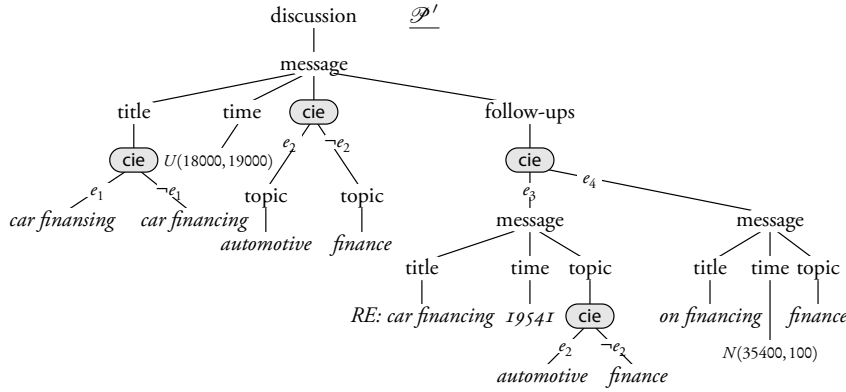 discussion 𝒫′
message
title time cie follow-ups
cie U(18000, 19000) e2 ¬e2 cie
e1 ¬e1 topic topic e3 e4
car finansing car financing automotive finance message message
title time topic title time topic
RE: car financing 19541 cie on financing finance
e2 ¬e2 N(35400, 100)
automotive finance